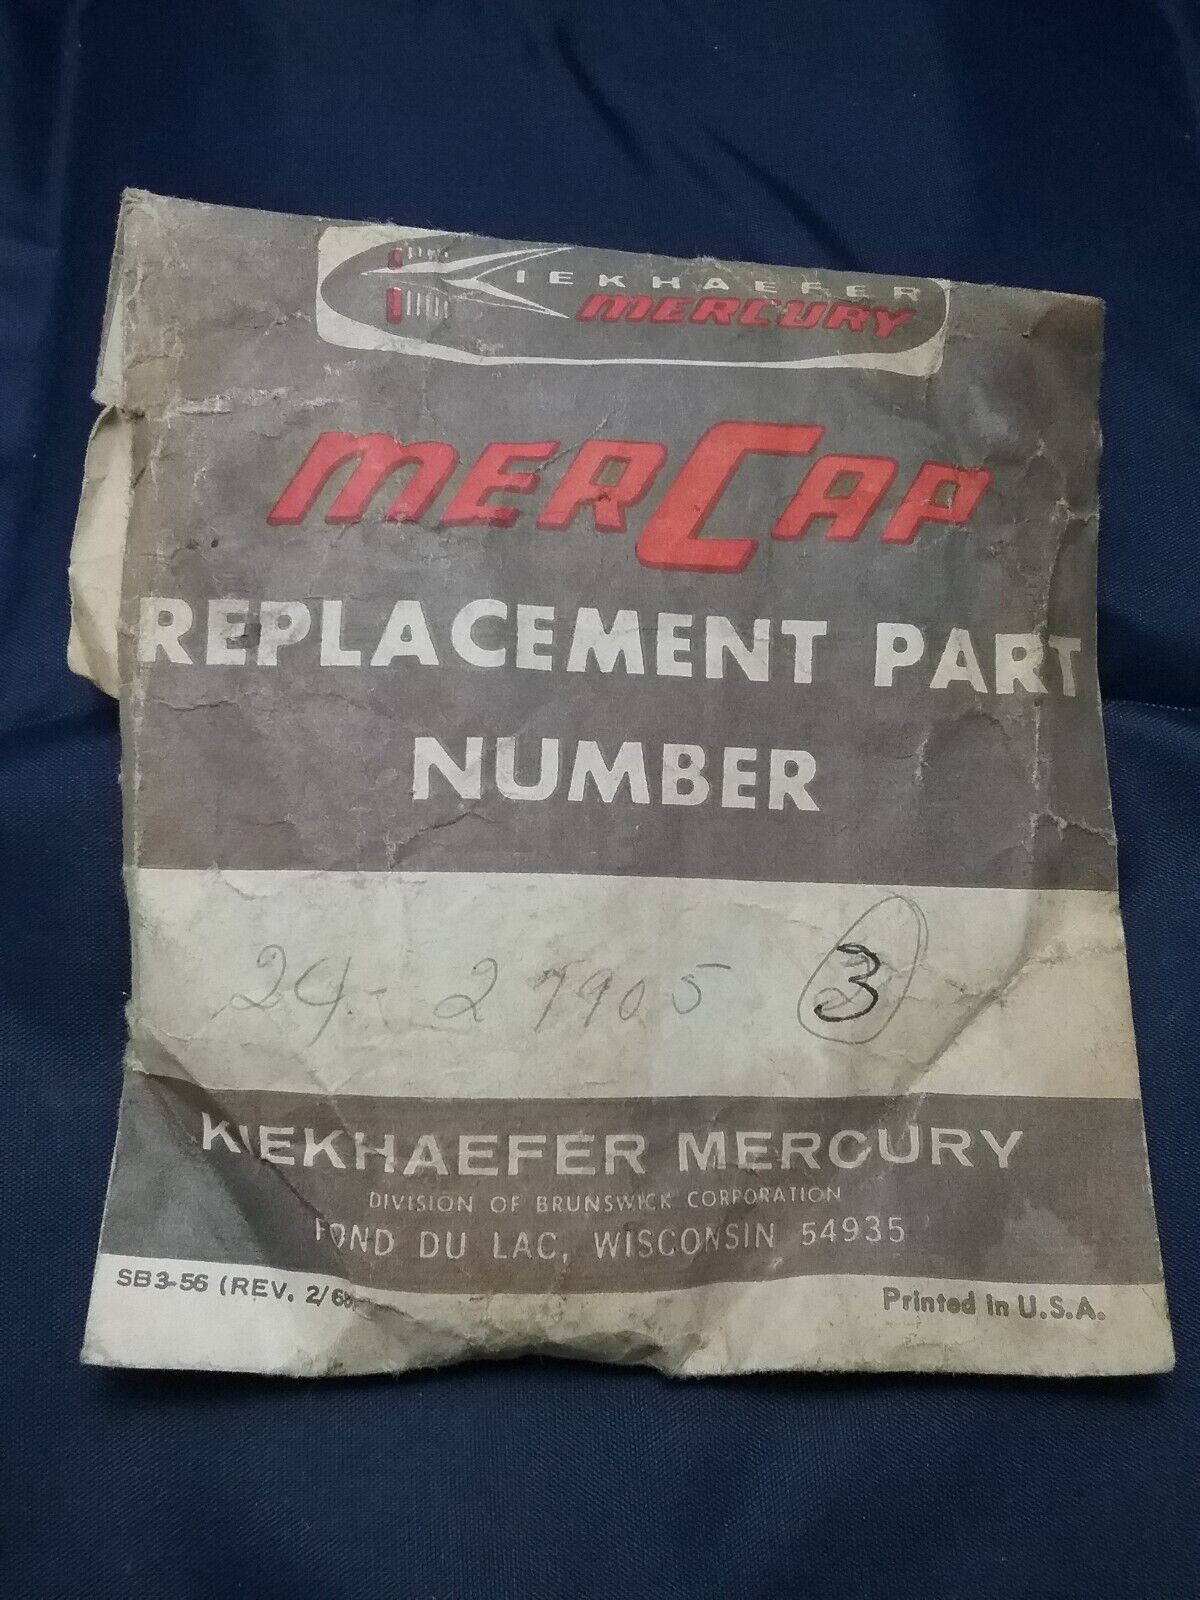 KIEKHAEFER
MERCURY
MERCAP
REPLACEMENT PART
NUMBER
24-27905 3
KIEKHAEFER MERCURY
DIVISION OF BRUNSWICK CORPORATION
FOND DU LAC, WISCONSIN 54935
SB3-56 (REV. 2/6
Printed in U.S.A.